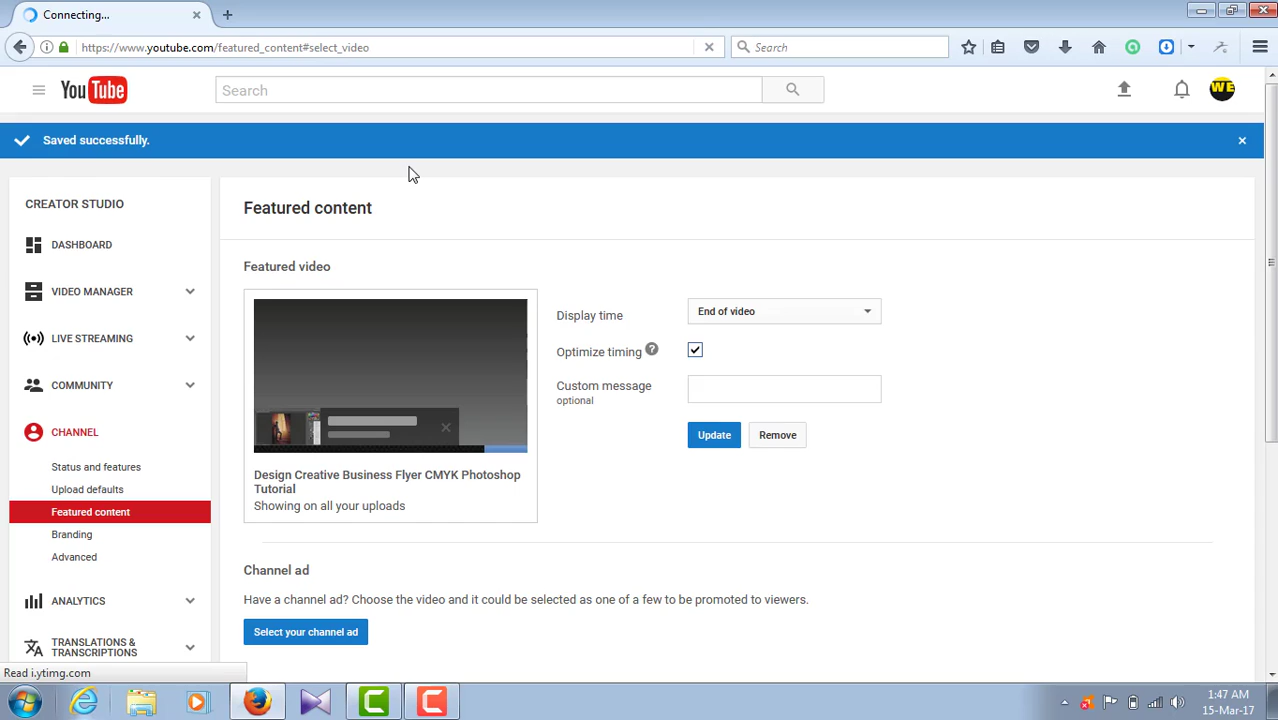 Connecting...
https://www.youtube.com/featured_content#select_video
Search
YouTube
Search
WE
Saved successfully.
CREATOR STUDIO
DASHBOARD
VIDEO MANAGER
LIVE STREAMING
COMMUNITY
CHANNEL
Status and features
Upload defaults
Featured content
Branding
Advanced
ANALYTICS
TRANSLATIONS &
TRANSCRIPTIONS
Featured content
Featured video
Design Creative Business Flyer CMYK Photoshop
Tutorial
Showing on all your uploads
Display time
End of video
Optimize timing ?
Custom message
optional
Update
Remove
Channel ad
Have a channel ad? Choose the video and it could be selected as one of a few to be promoted to viewers.
Select your channel ad
Read i.ytimg.com
1:47 AM
15-Mar-17